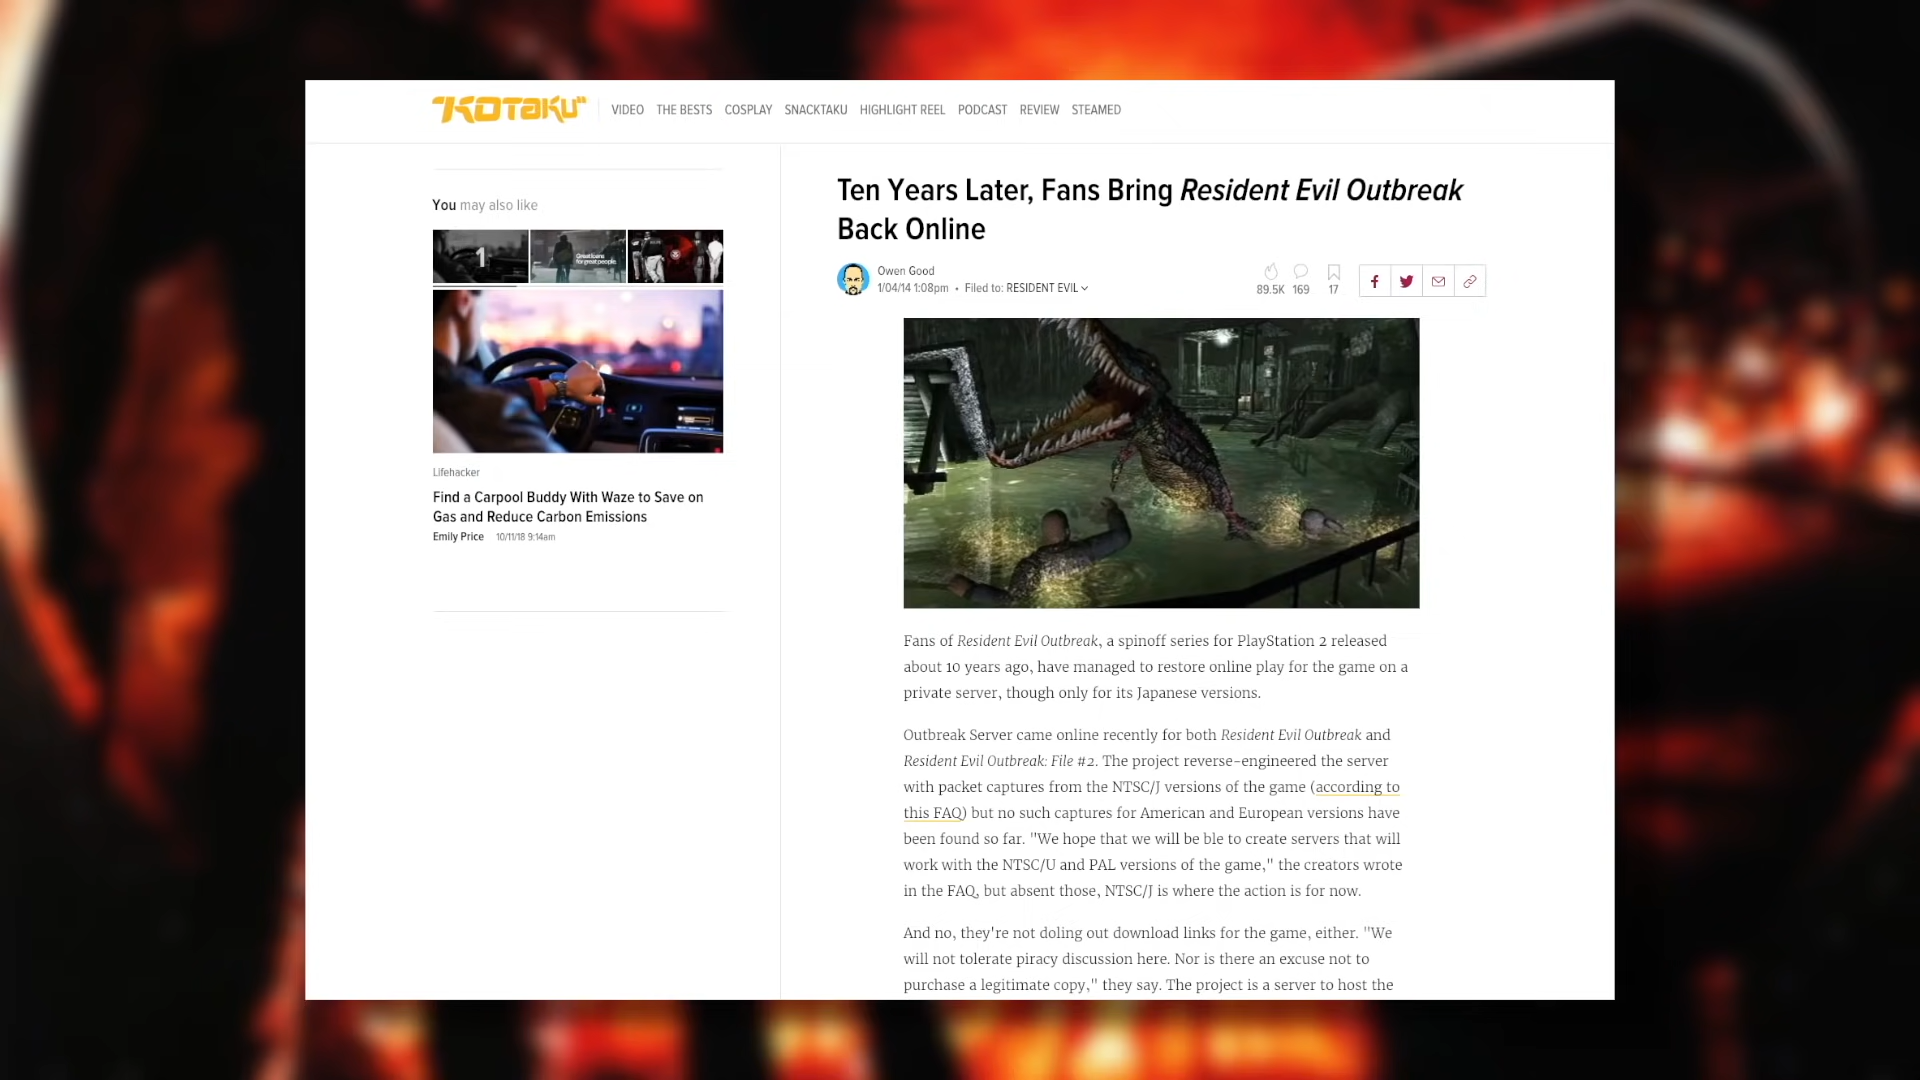 "KOTAKU"
VIDEO THE BESTS COSPLAY SNACKTAKU HIGHLIGHT REEL PODCAST REVIEW STEAMED
You may also like
1
Great loans
for great people.
Lifehacker
Find a Carpool Buddy With Waze to Save on
Gas and Reduce Carbon Emissions
Emily Price 10/11/18 9:14am
Ten Years Later, Fans Bring Resident Evil Outbreak
Back Online
Owen Good
1/04/14 1:08pm • Filed to: RESIDENT EVIL
89.5K 169 17
Fans of Resident Evil Outbreak, a spinoff series for PlayStation 2 released
about 10 years ago, have managed to restore online play for the game on a
private server, though only for its Japanese versions.
Outbreak Server came online recently for both Resident Evil Outbreak and
Resident Evil Outbreak: File #2. The project reverse-engineered the server
with packet captures from the NTSC/J versions of the game (according to
this FAQ) but no such captures for American and European versions have
been found so far. "We hope that we will be ble to create servers that will
work with the NTSC/U and PAL versions of the game," the creators wrote
in the FAQ, but absent those, NTSC/J is where the action is for now.
And no, they're not doling out download links for the game, either. "We
will not tolerate piracy discussion here. Nor is there an excuse not to
purchase a legitimate copy," they say. The project is a server to host the